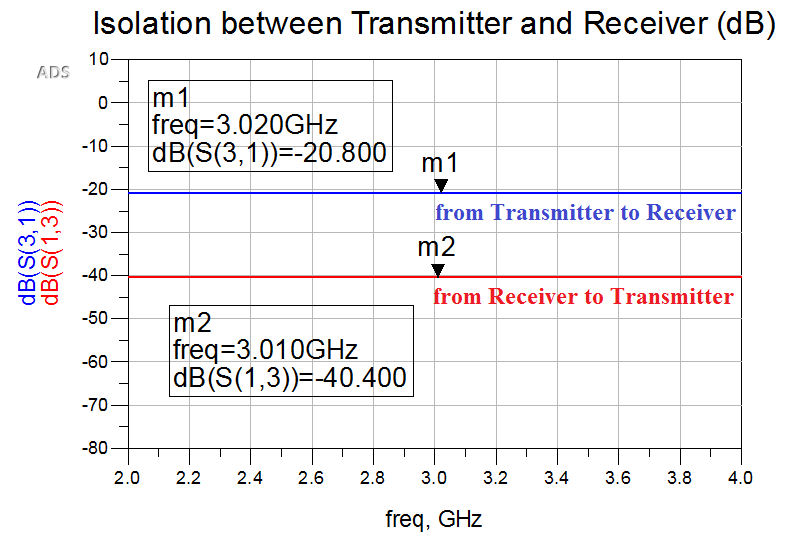 Isolation between Transmitter and Receiver (dB)
ADS
10
0
-10
-20
-30
-40
-50
-60
-70
-80
dB(S(3,1))
dB(S(1,3))
m1
freq=3.020GHz
dB(S(3,1))=-20.800
m1
from Transmitter to Receiver
m2
from Receiver to Transmitter
m2
freq=3.010GHz
dB(S(1,3))=-40.400
2.0 2.2 2.4 2.6 2.8 3.0 3.2 3.4 3.6 3.8 4.0
freq, GHz